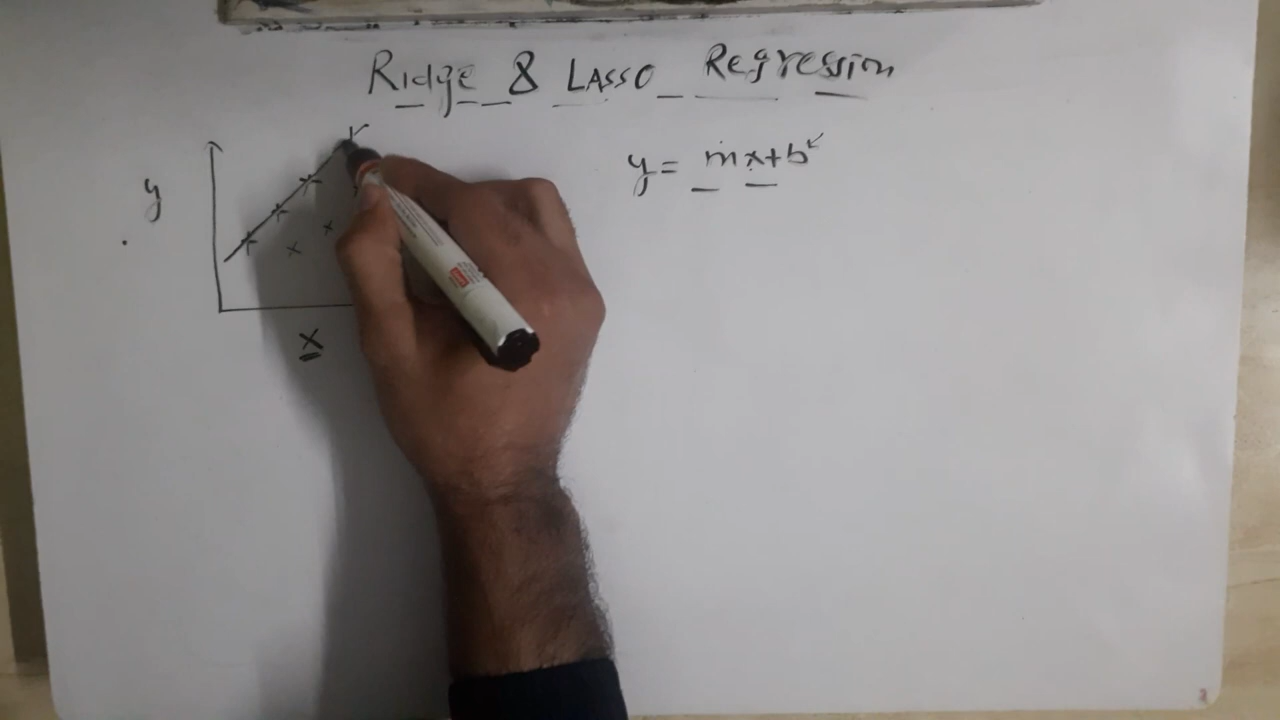 Ridge & Lasso Regression
y = mx+b
y
x